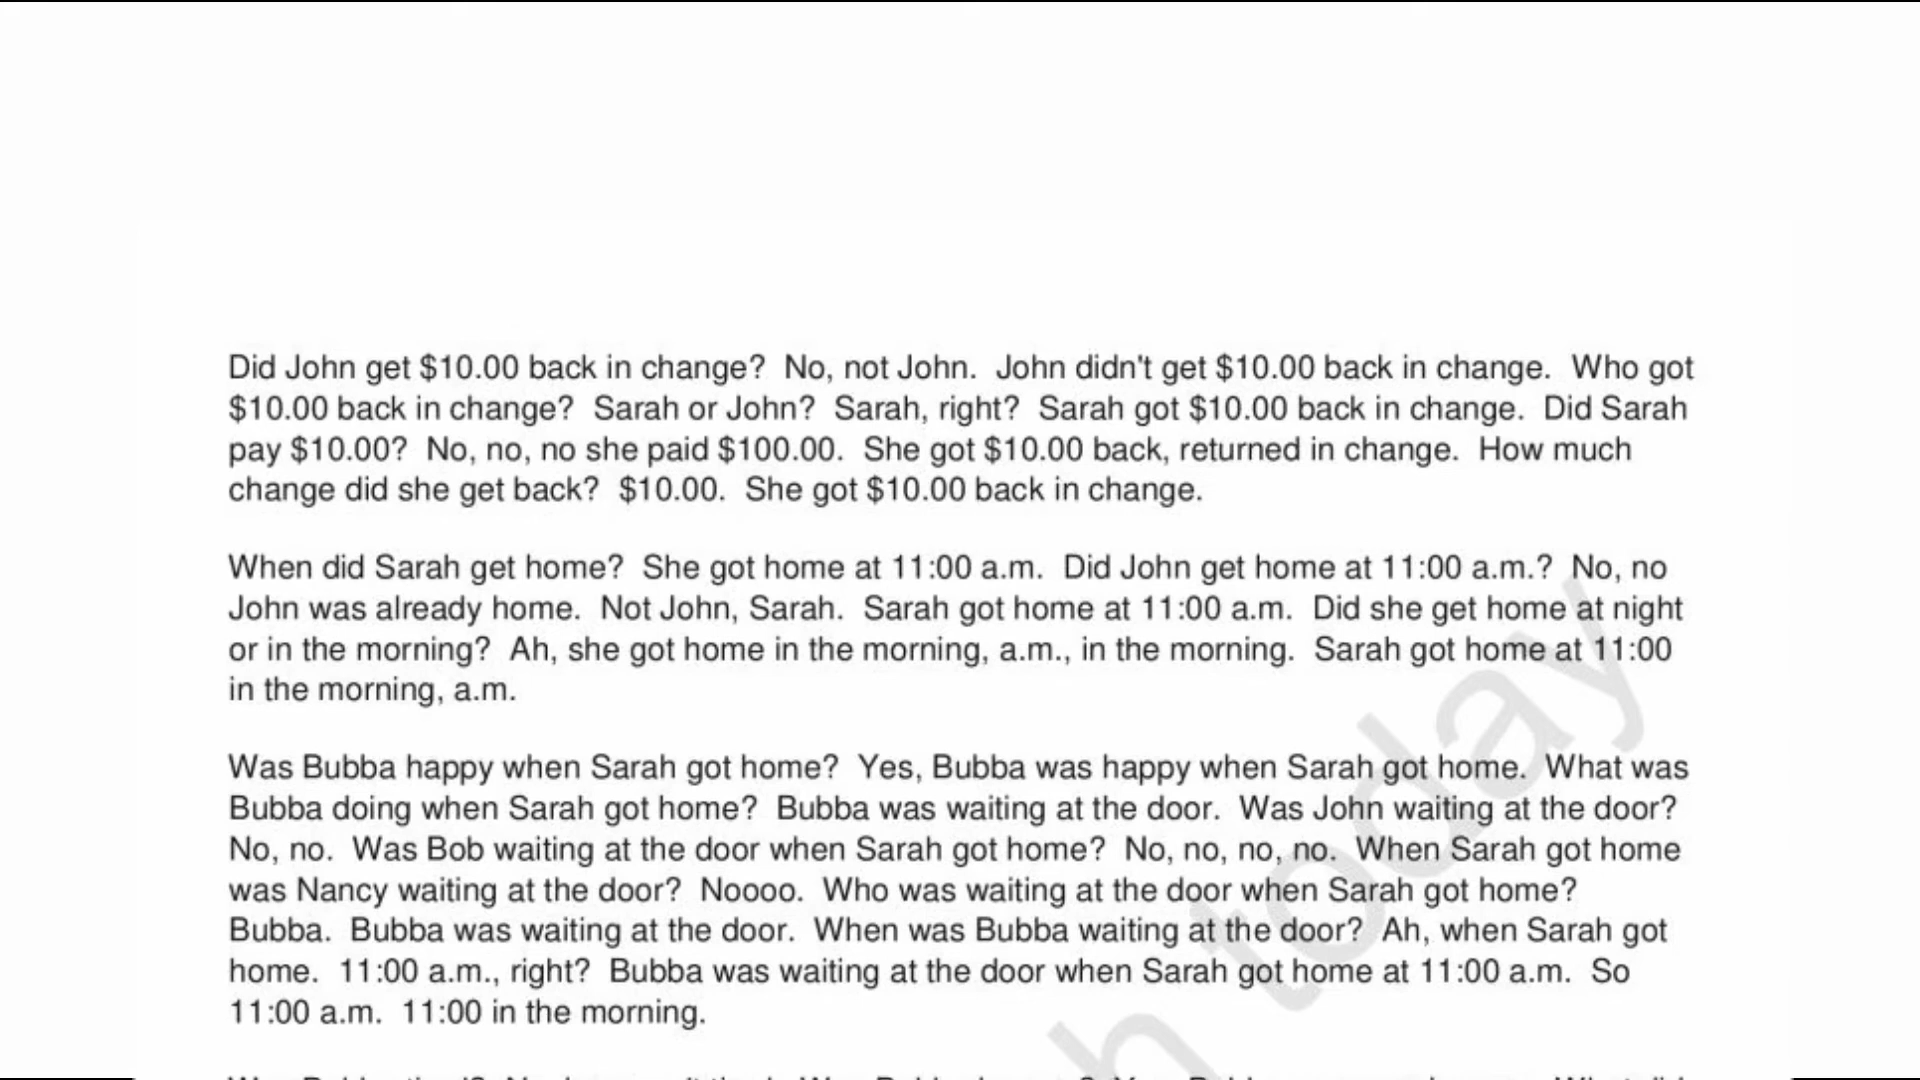 Did John get $10.00 back in change?  No, not John.  John didn't get $10.00 back in change.  Who got
$10.00 back in change?  Sarah or John?  Sarah, right?  Sarah got $10.00 back in change.  Did Sarah
pay $10.00?  No, no, no she paid $100.00.  She got $10.00 back, returned in change.  How much
change did she get back?  $10.00.  She got $10.00 back in change.
When did Sarah get home?  She got home at 11:00 a.m.  Did John get home at 11:00 a.m.?  No, no
John was already home.  Not John, Sarah.  Sarah got home at 11:00 a.m.  Did she get home at night
or in the morning?  Ah, she got home in the morning, a.m., in the morning.  Sarah got home at 11:00
in the morning, a.m.
Was Bubba happy when Sarah got home?  Yes, Bubba was happy when Sarah got home.  What was
Bubba doing when Sarah got home?  Bubba was waiting at the door.  Was John waiting at the door?
No, no.  Was Bob waiting at the door when Sarah got home?  No, no, no, no.  When Sarah got home
was Nancy waiting at the door?  Noooo.  Who was waiting at the door when Sarah got home?
Bubba.  Bubba was waiting at the door.  When was Bubba waiting at the door?  Ah, when Sarah got
home.  11:00 a.m., right?  Bubba was waiting at the door when Sarah got home at 11:00 a.m.  So
11:00 a.m.  11:00 in the morning.
h today